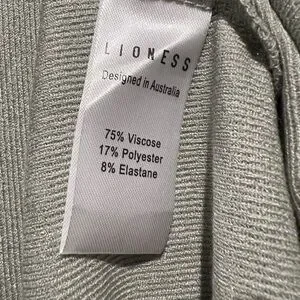 LIONESS
Designed in Australia
75% Viscose
17% Polyester
8% Elastane